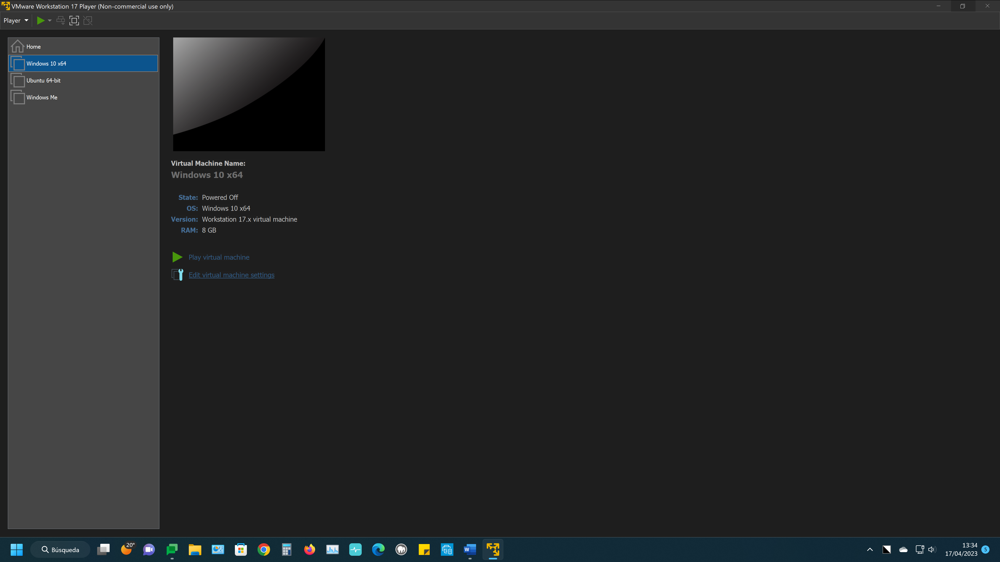 VMware Workstation 17 Player (Non-commercial use only)
Player
Home
Windows 10 x64
Ubuntu 64-bit
Windows Me
Virtual Machine Name:
Windows 10 x64
State: Powered Off
OS: Windows 10 x64
Version: Workstation 17.x virtual machine
RAM: 8 GB
Play virtual machine
Edit virtual machine settings
Búsqueda
20°
W
13:34
17/04/2023
5